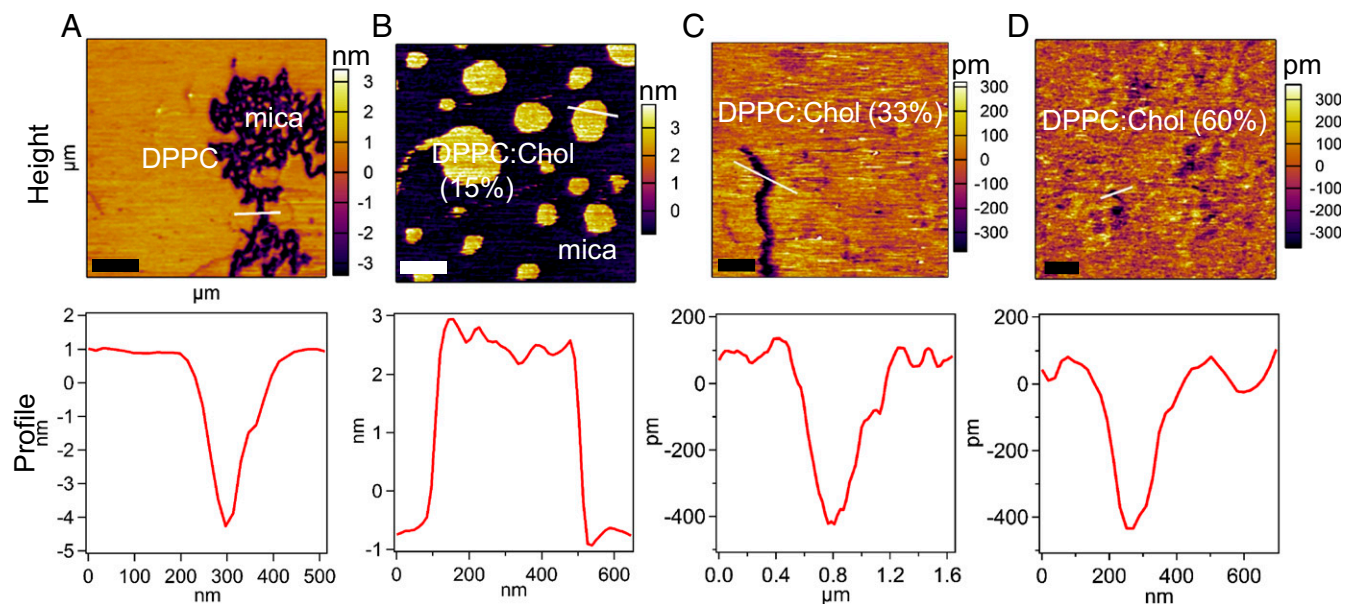 A
B
C
D
Height
µm
µm
nm
3
2
1
0
-1
-2
-3
mica
DPPC
nm
3
2
1
0
DPPC:Chol
(15%)
mica
pm
300
200
100
0
-100
-200
-300
DPPC:Chol (33%)
pm
300
200
100
0
-100
-200
-300
DPPC:Chol (60%)
Profile
nm
2
1
0
-1
-2
-3
-4
-5
0
100
200
300
400
500
nm
nm
3
2
1
0
-1
0
200
400
600
nm
pm
200
0
-200
-400
0.0
0.4
0.8
1.2
1.6
µm
pm
200
0
-200
-400
0
200
400
600
nm